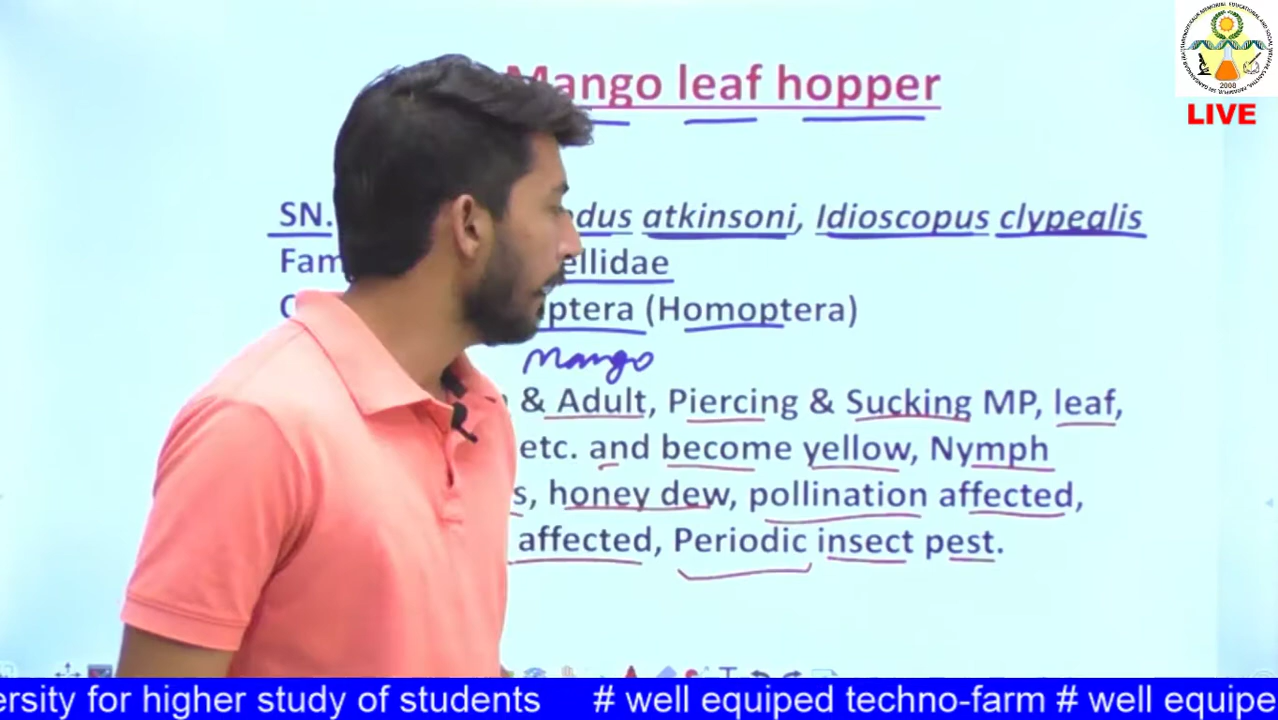 Mango leaf hopper
LIVE
2008
SN. dus atkinsoni, Idioscopus clypealis
Fam ellidae
ptera (Homoptera)
Mango
& Adult, Piercing & Sucking MP, leaf,
etc. and become yellow, Nymph
s, honey dew, pollination affected,
affected, Periodic insect pest.
ersity for higher study of students # well equiped techno-farm # well equipe